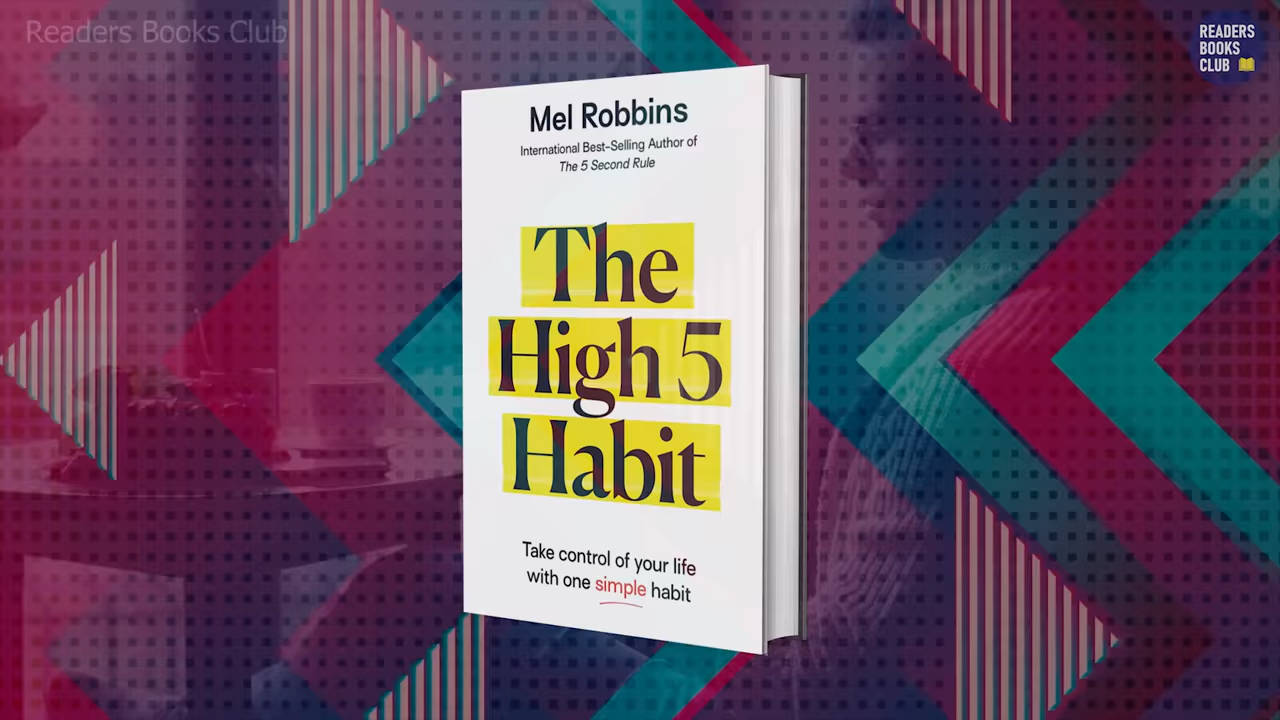 Readers Books Club
READERS
BOOKS
CLUB
Mel Robbins
International Best-Selling Author of
The 5 Second Rule
The
High 5
Habit
Take control of your life
with one simple habit